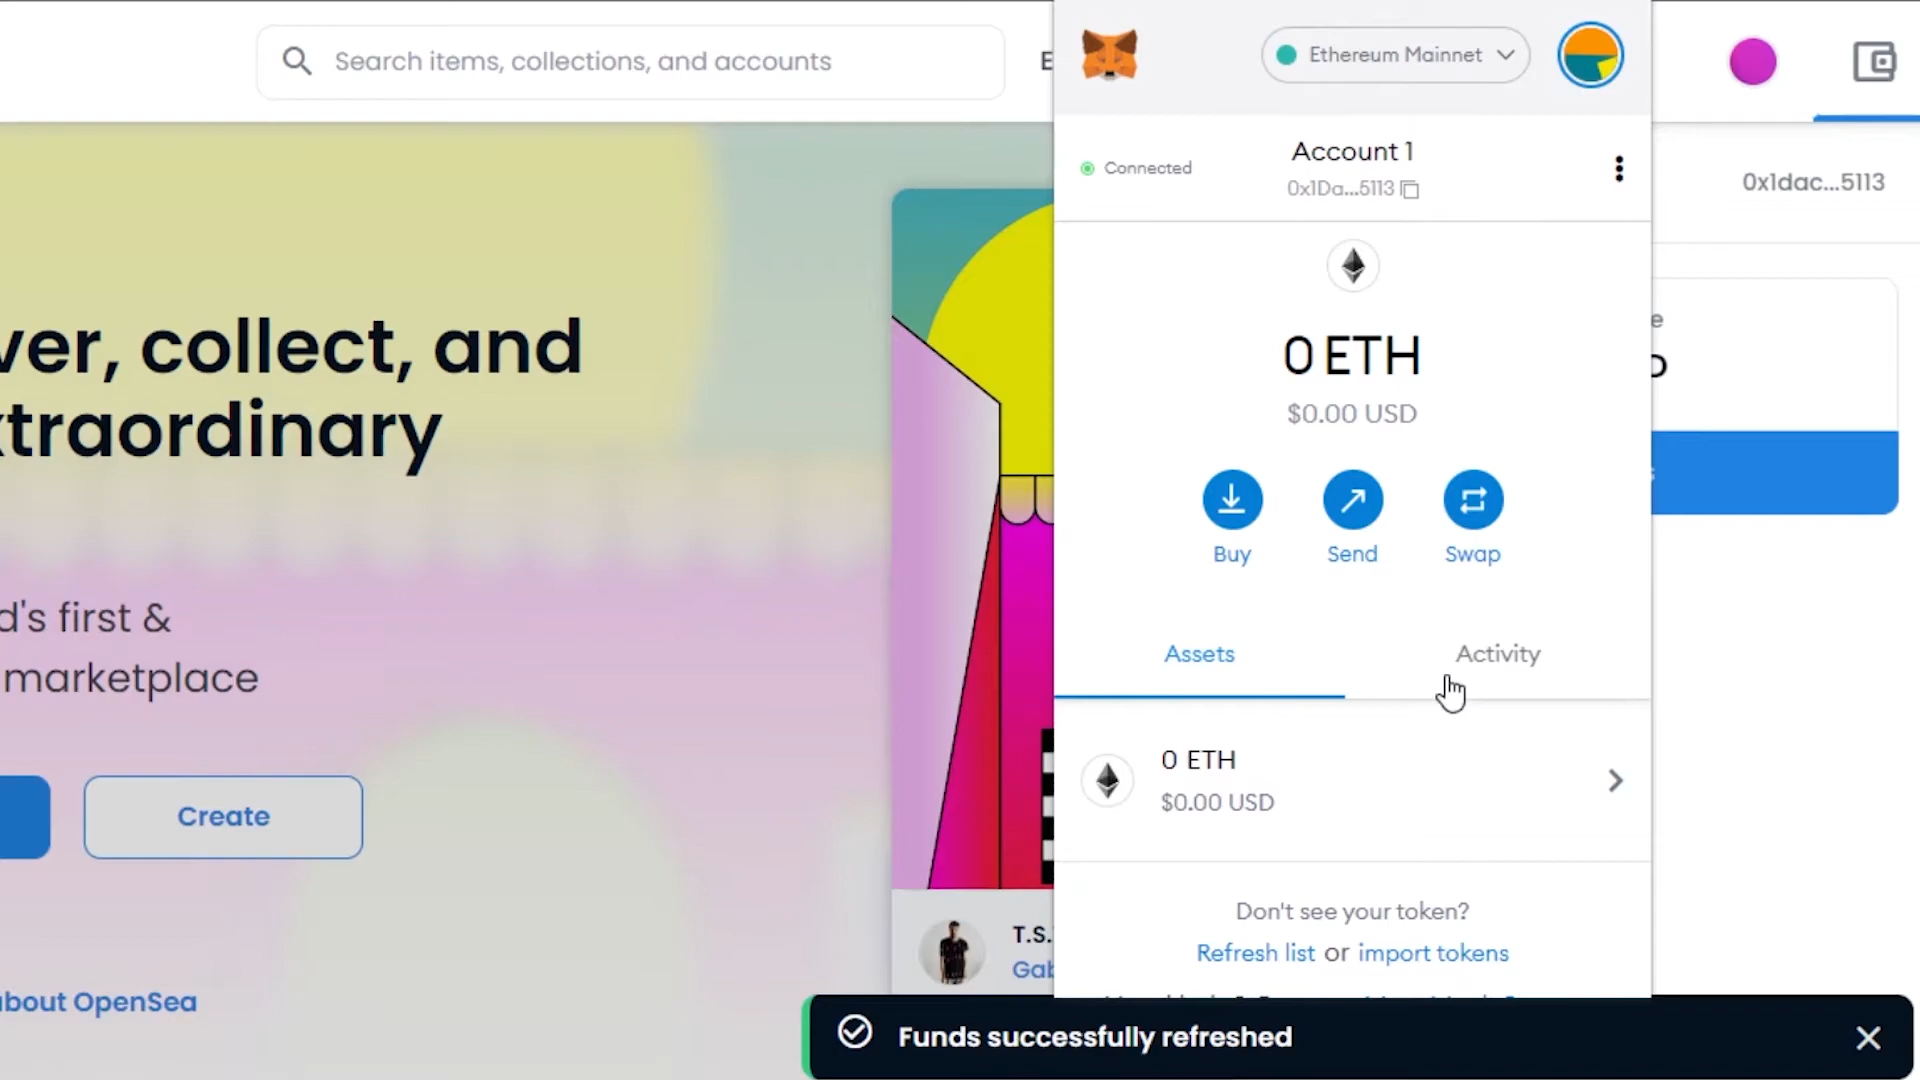 Search items, collections, and accounts
Ethereum Mainnet
Connected
Account 1
0x1Da...5113
0x1dac...5113
0 ETH
$0.00 USD
Buy
Send
Swap
Assets
Activity
0 ETH
$0.00 USD
Don't see your token?
Refresh list or import tokens
ver, collect, and
xtraordinary
d's first &
marketplace
Create
about OpenSea
T.S.
Gab
Funds successfully refreshed